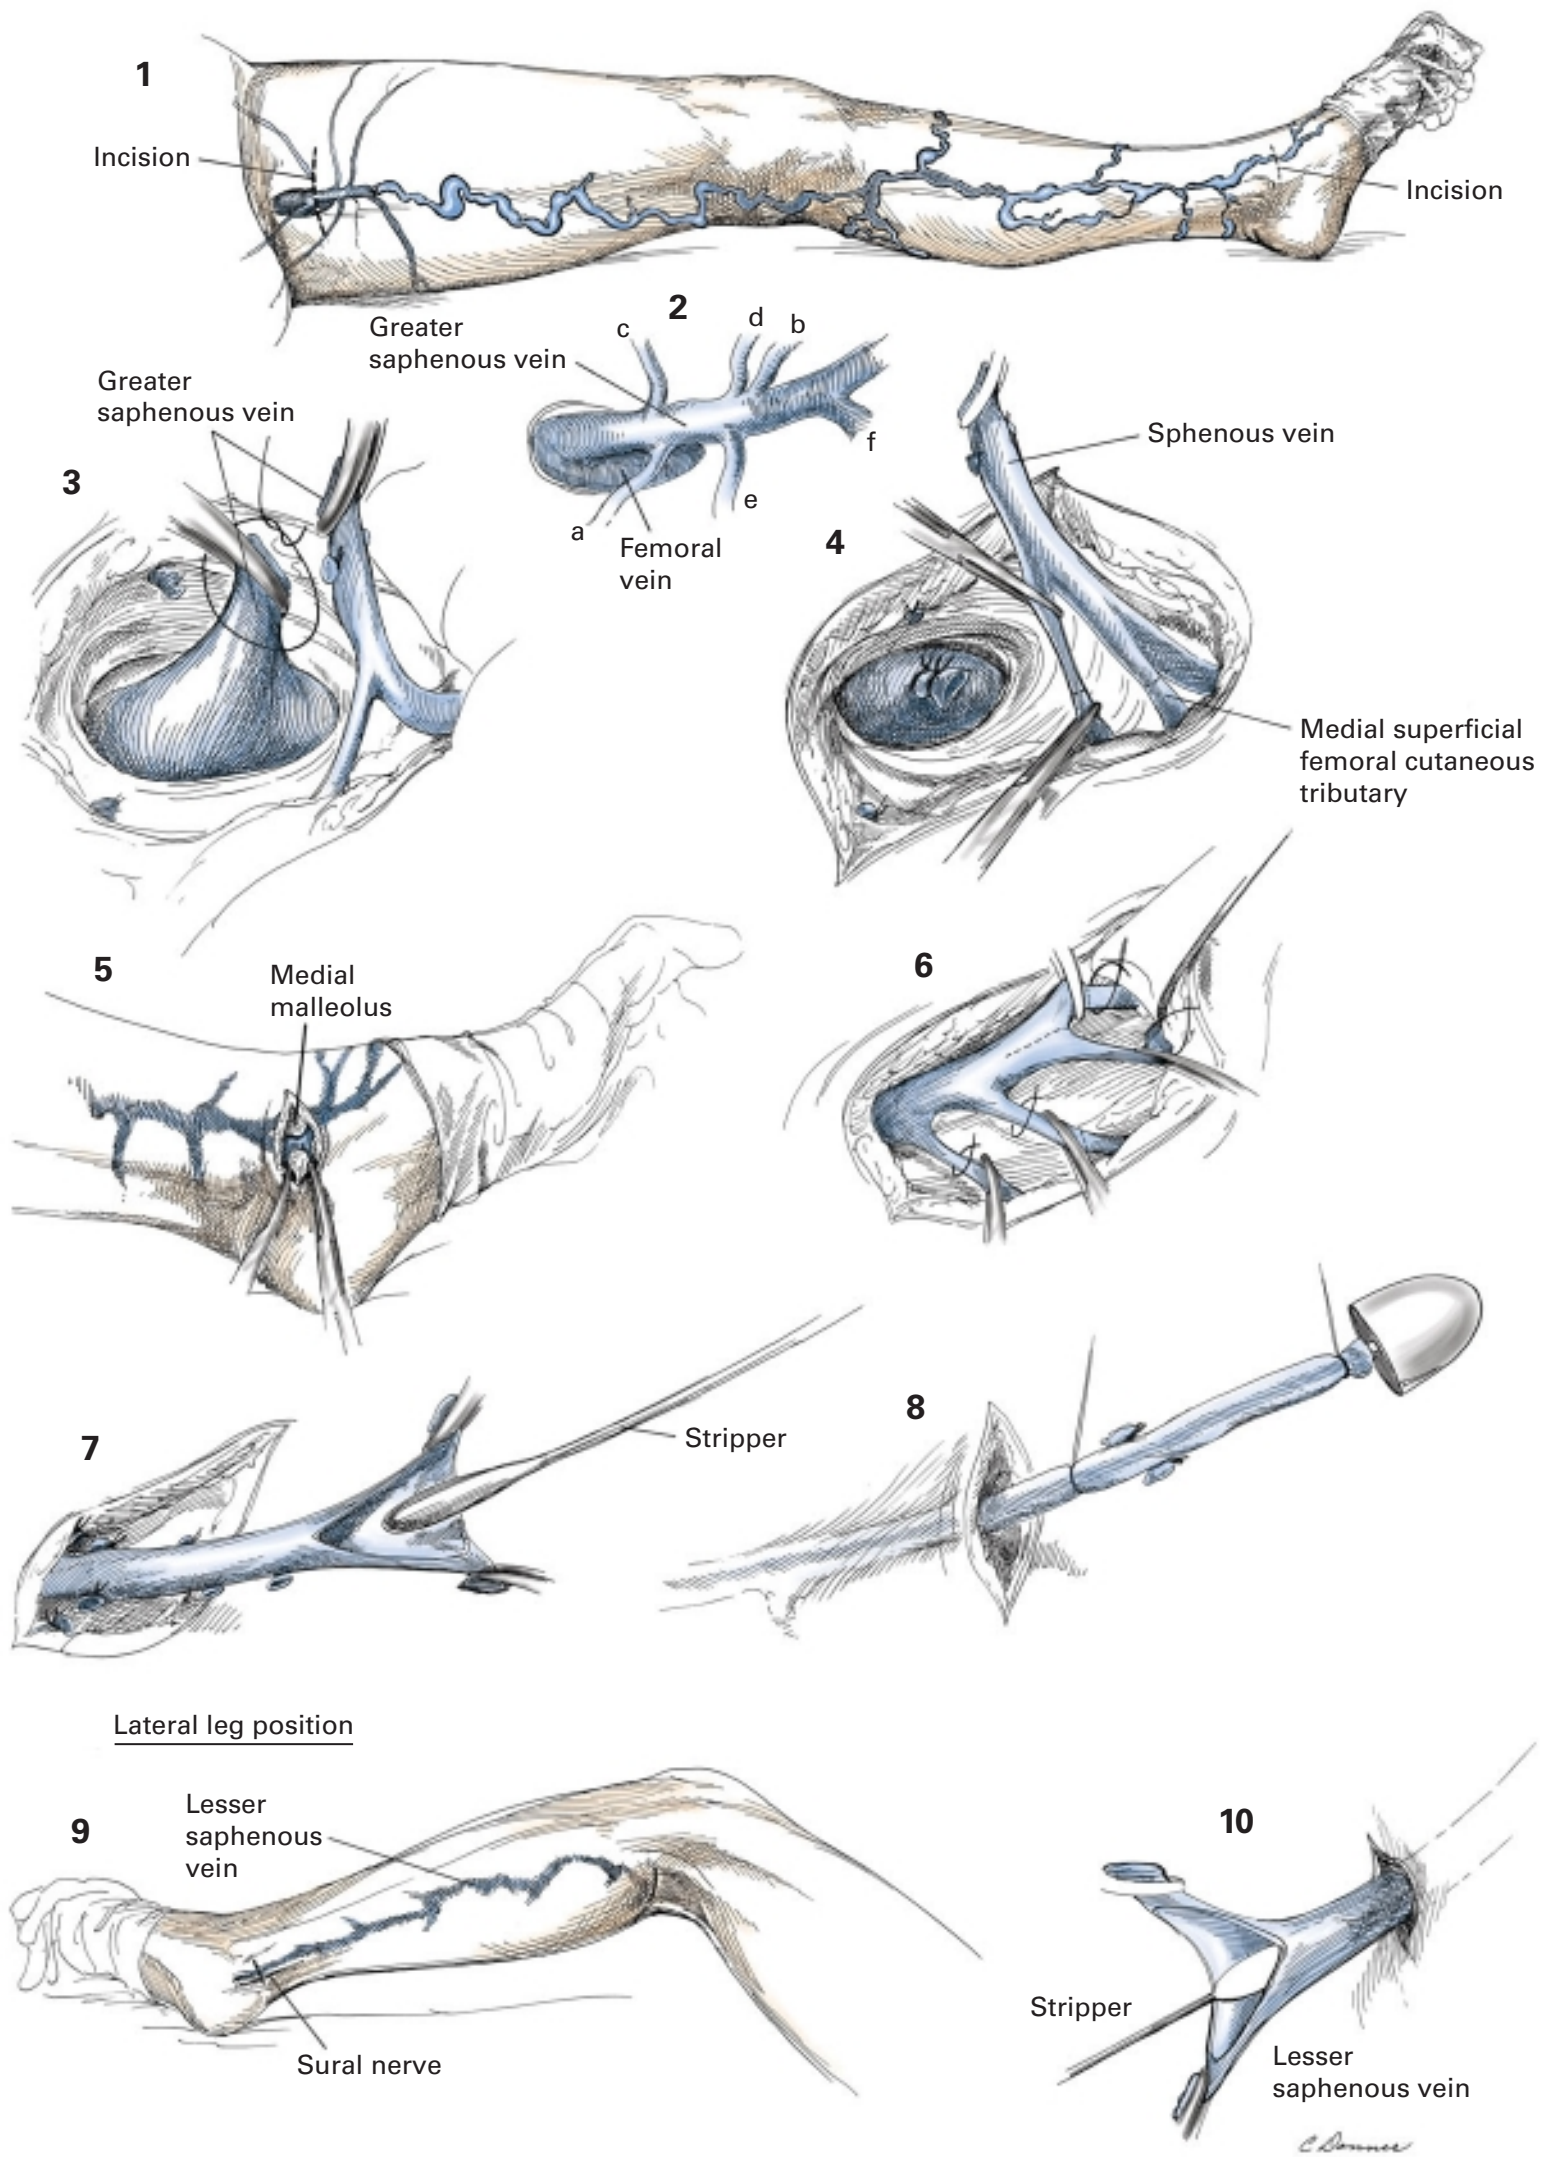 1
Incision
Incision
2
Greater
saphenous vein
c
d
b
f
e
a
Femoral
vein
3
Greater
saphenous vein
4
Sphenous vein
Medial superficial
femoral cutaneous
tributary
5
Medial
malleolus
6
7
Stripper
8
Lateral leg position
9
Lesser
saphenous
vein
Sural nerve
10
Stripper
Lesser
saphenous vein
C Donner